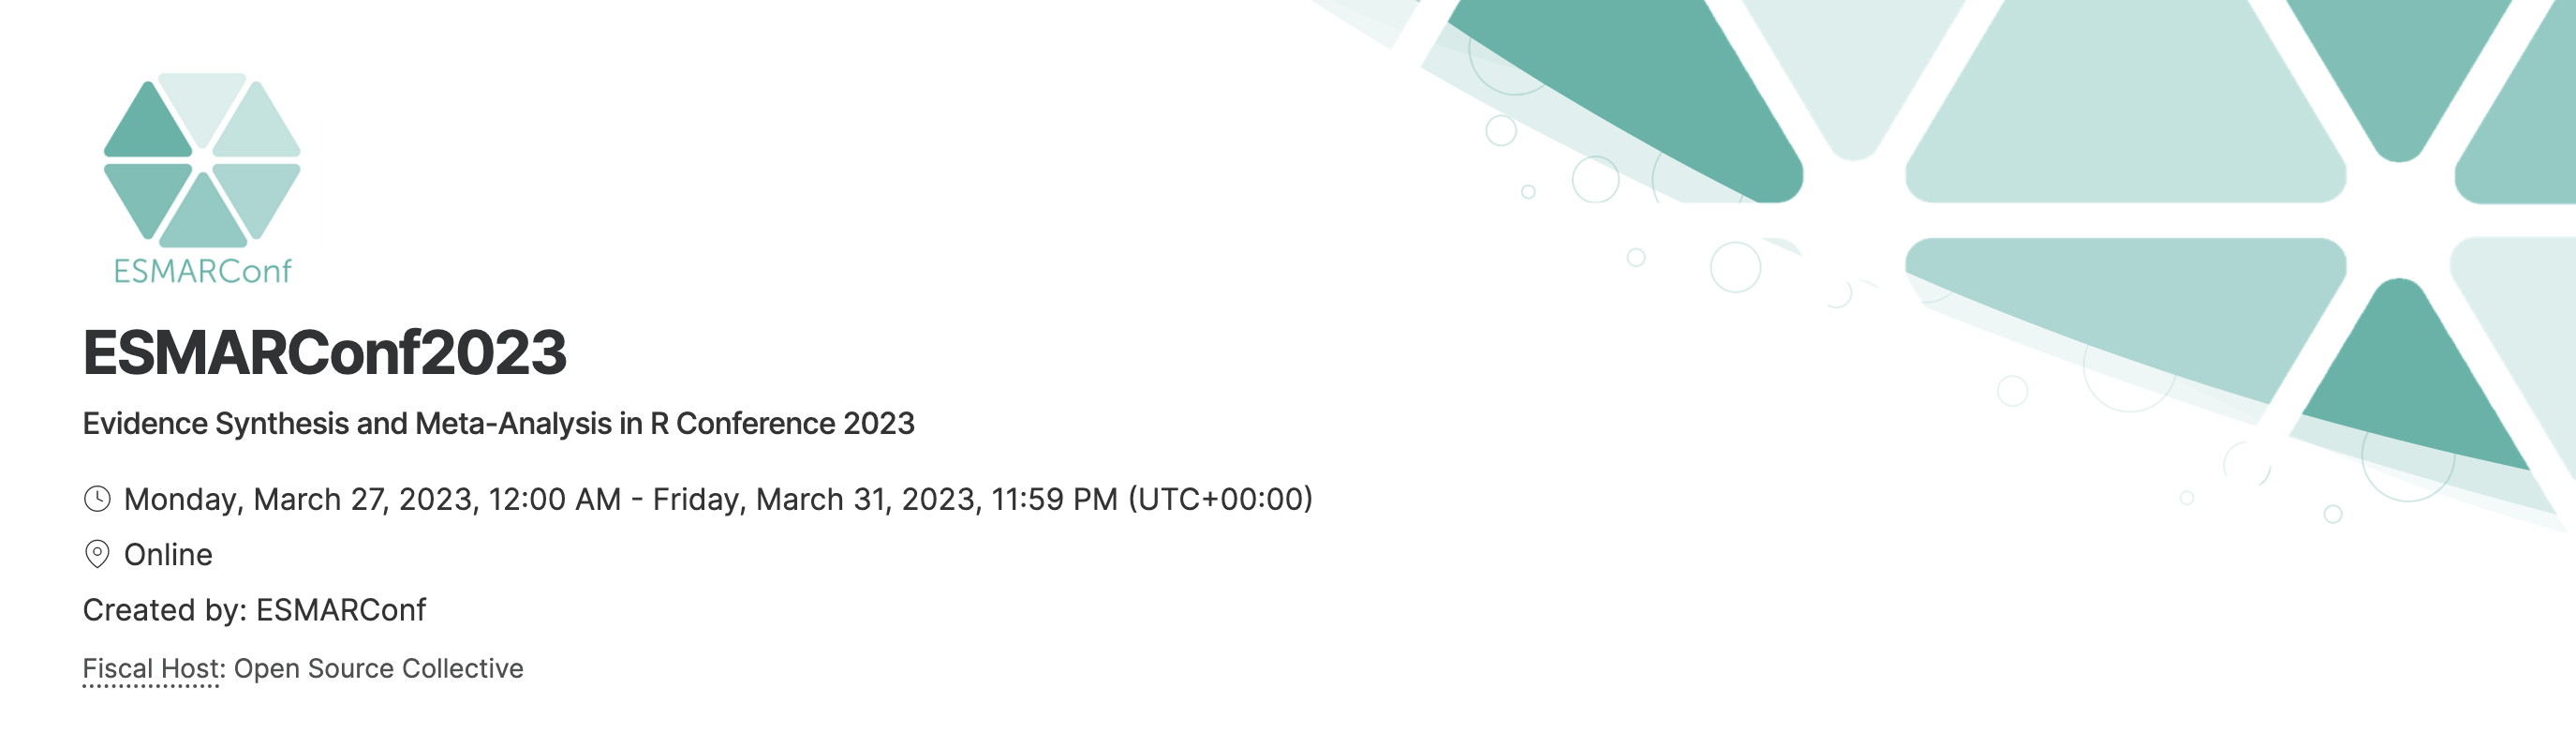 ESMARConf
ESMARConf2023
Evidence Synthesis and Meta-Analysis in R Conference 2023
Monday, March 27, 2023, 12:00 AM - Friday, March 31, 2023, 11:59 PM (UTC+00:00)
Online
Created by: ESMARConf
Fiscal Host: Open Source Collective